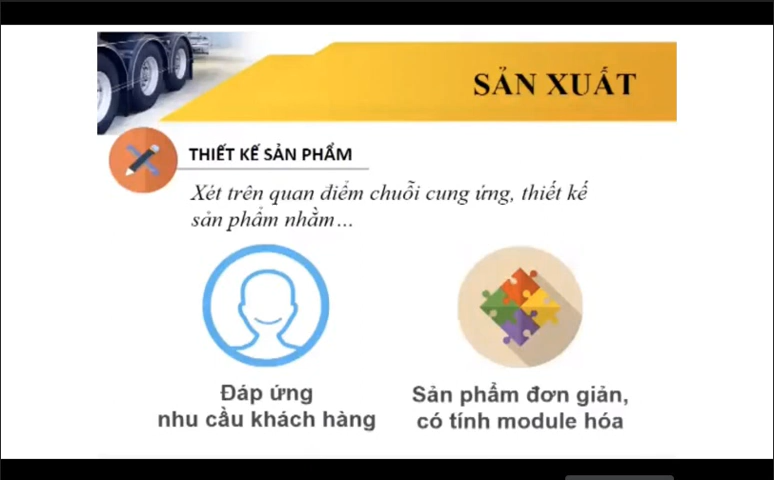 SẢN XUẤT
THIẾT KẾ SẢN PHẨM
Xét trên quan điểm chuỗi cung ứng, thiết kế
sản phẩm nhằm...
Đáp ứng
nhu cầu khách hàng
Sản phẩm đơn giản,
có tính module hóa